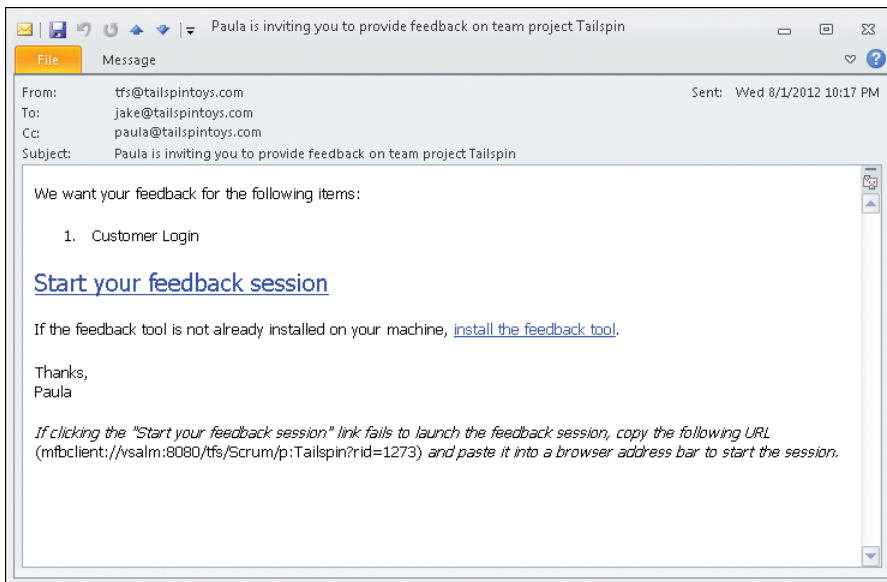 Paula is inviting you to provide feedback on team project Tailspin
File Message
From: tfs@tailspintoys.com Sent: Wed 8/1/2012 10:17 PM
To: jake@tailspintoys.com
Cc: paula@tailspintoys.com
Subject: Paula is inviting you to provide feedback on team project Tailspin
We want your feedback for the following items:
1. Customer Login
Start your feedback session
If the feedback tool is not already installed on your machine, install the feedback tool.
Thanks,
Paula
If clicking the "Start your feedback session" link fails to launch the feedback session, copy the following URL
(mfbclient://vsalm:8080/tfs/Scrum/p:Tailspin?rid=1273) and paste it into a browser address bar to start the session.